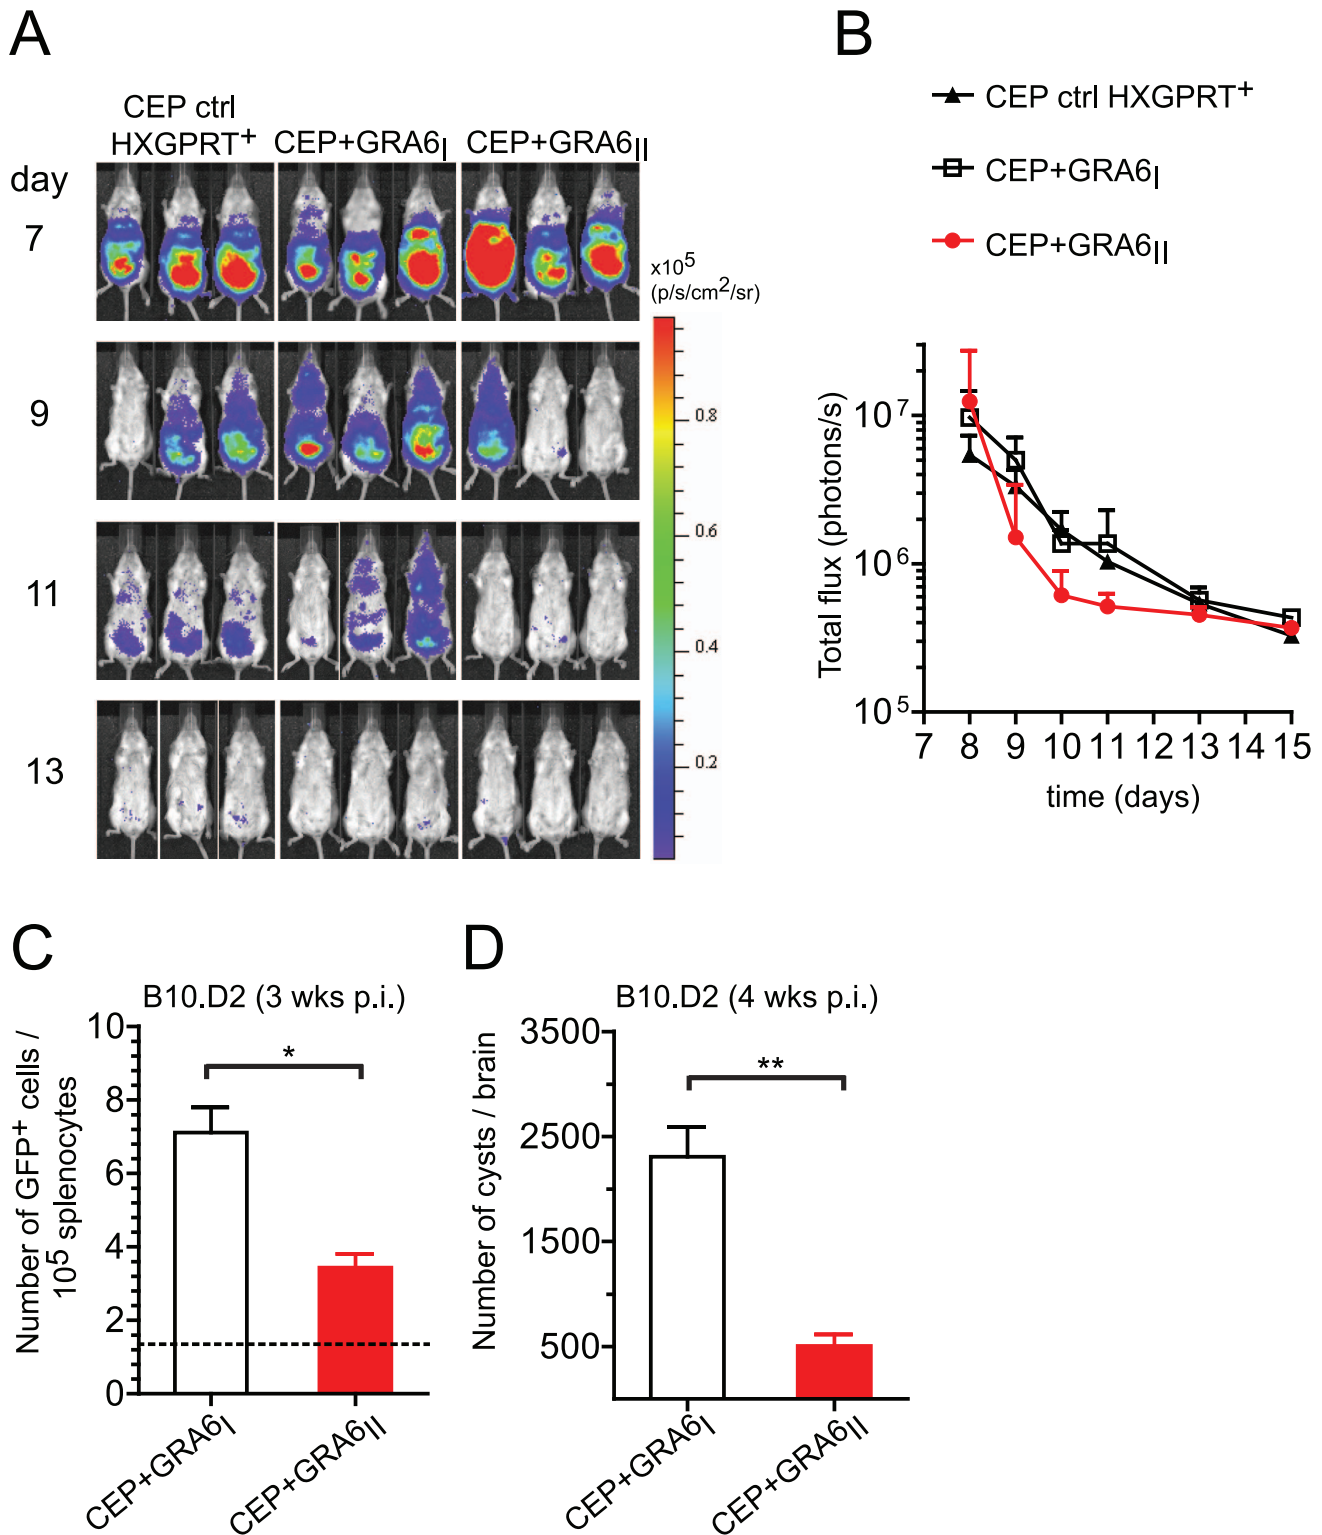 A
CEP ctrl
HXGPRT+
CEP+GRA6I
CEP+GRA6II
day
7
9
11
13
x10^5
(p/s/cm2/sr)
0.8
0.6
0.4
0.2
B
CEP ctrl HXGPRT+
CEP+GRA6I
CEP+GRA6II
Total flux (photons/s)
10^7
10^6
10^5
7 8 9 10 11 12 13 14 15
time (days)
C
B10.D2 (3 wks p.i.)
Number of GFP+ cells /
10^5 splenocytes
10
8
6
4
2
0
*
CEP+GRA6I
CEP+GRA6II
D
B10.D2 (4 wks p.i.)
Number of cysts / brain
3500
2500
1500
500
**
CEP+GRA6I
CEP+GRA6II